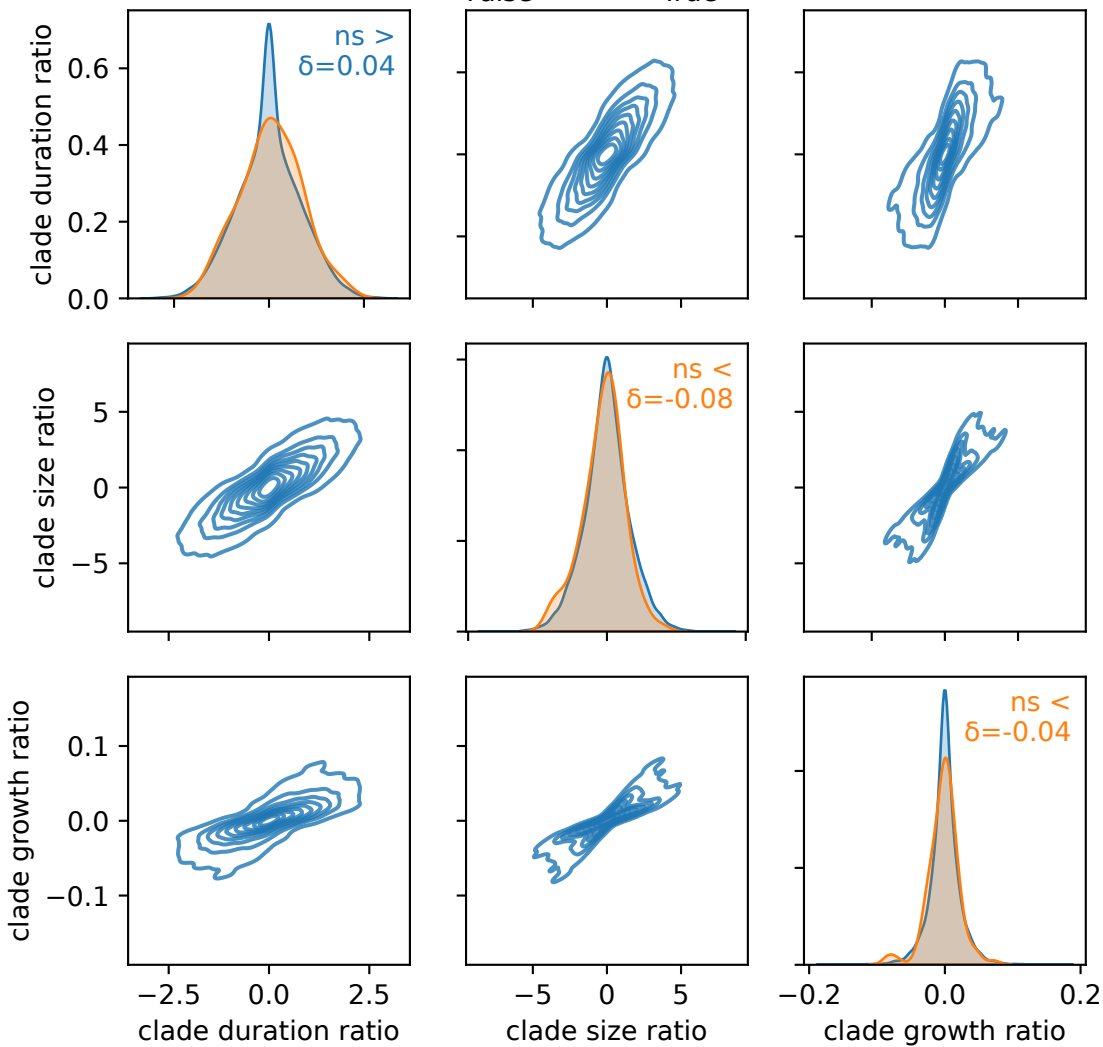 clade duration ratio
0.6
0.4
0.2
0.0
ns >
δ=0.04
clade size ratio
5
0
−5
ns <
δ=-0.08
clade growth ratio
0.1
0.0
−0.1
ns <
δ=-0.04
−2.5
0.0
2.5
−5
0
5
−0.2
0.0
0.2
clade duration ratio
clade size ratio
clade growth ratio